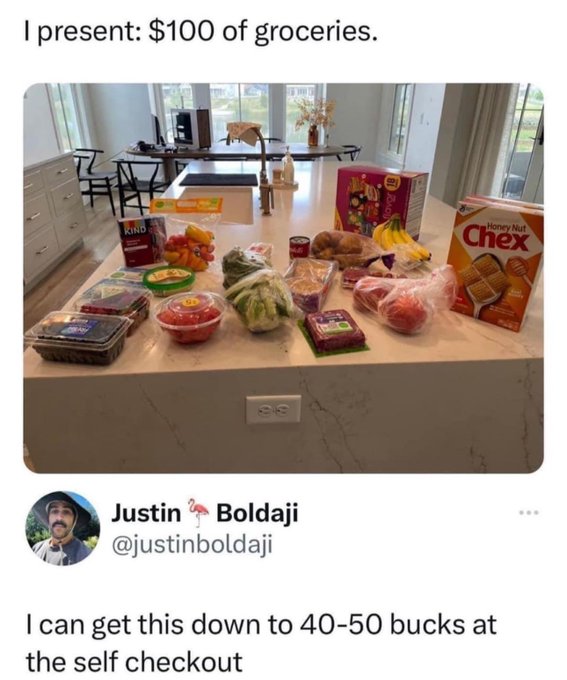 I present: $100 of groceries.
KIND
Honey Nut
Chex
Justin🦩Boldaji
@justinboldaji
I can get this down to 40-50 bucks at
the self checkout